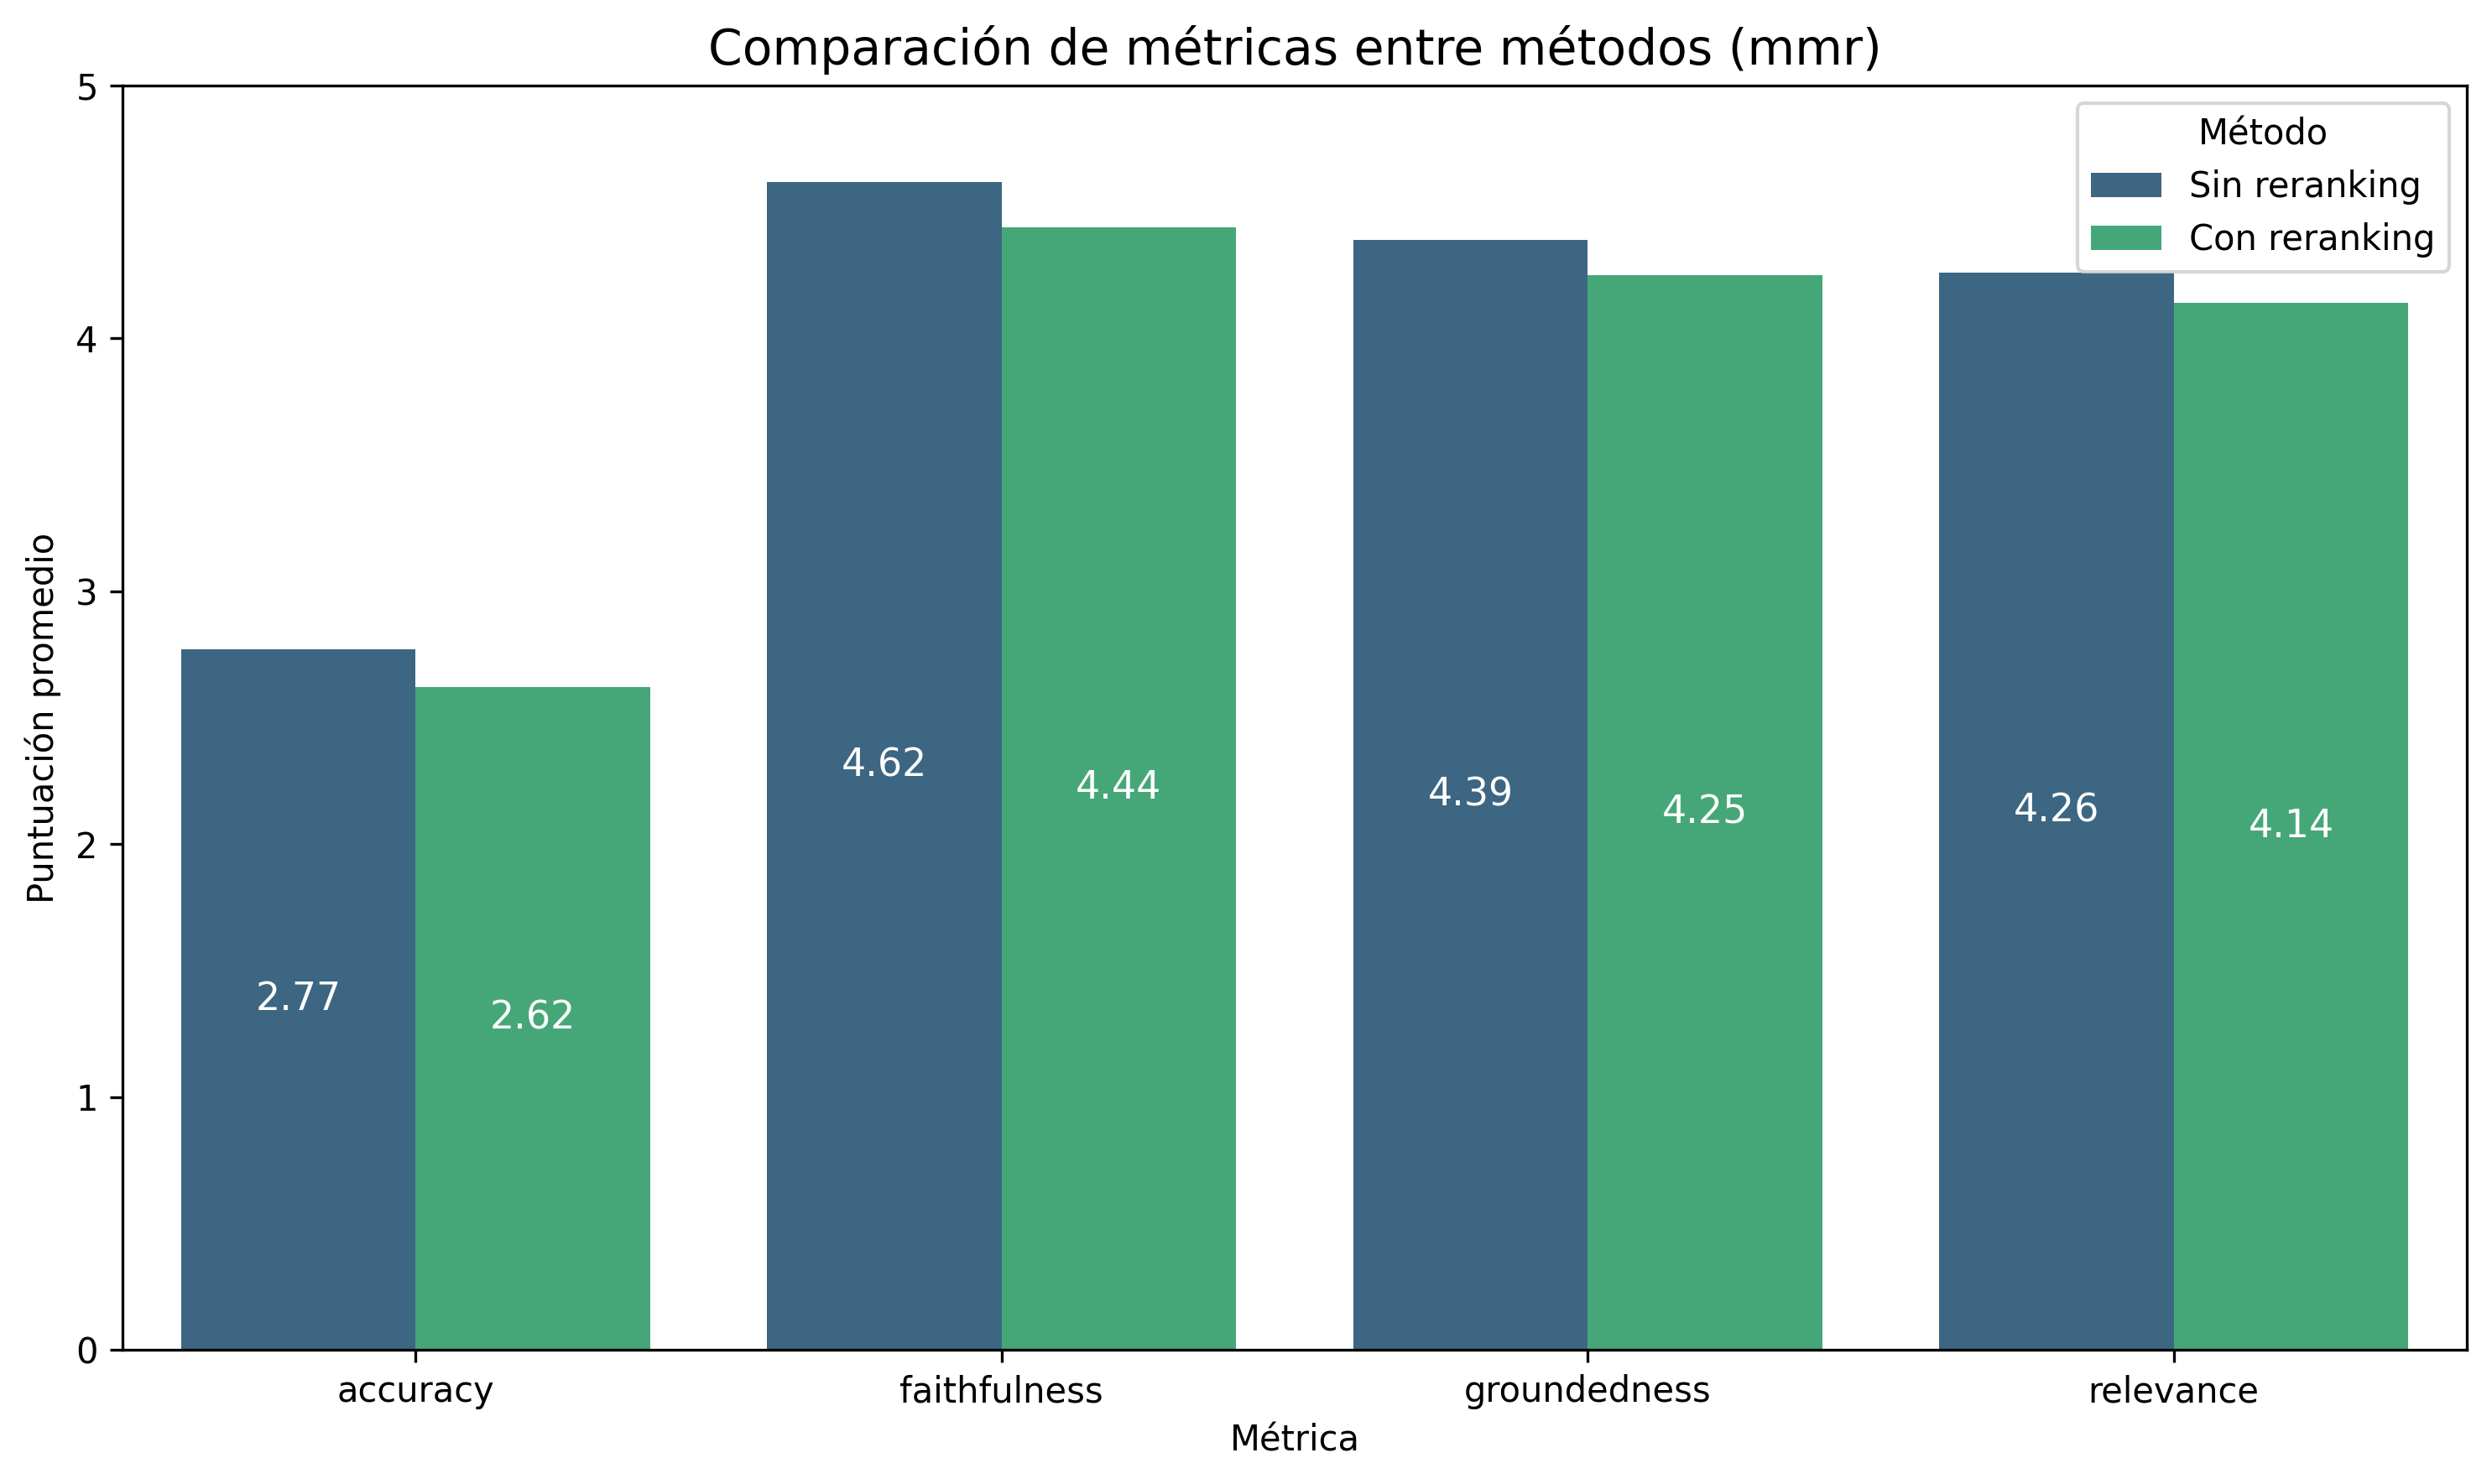 Comparación de métricas entre métodos (mmr)
Método
Sin reranking
Con reranking
Puntuación promedio
5
4
3
2
1
0
2.77
2.62
4.62
4.44
4.39
4.25
4.26
4.14
accuracy
faithfulness
groundedness
relevance
Métrica